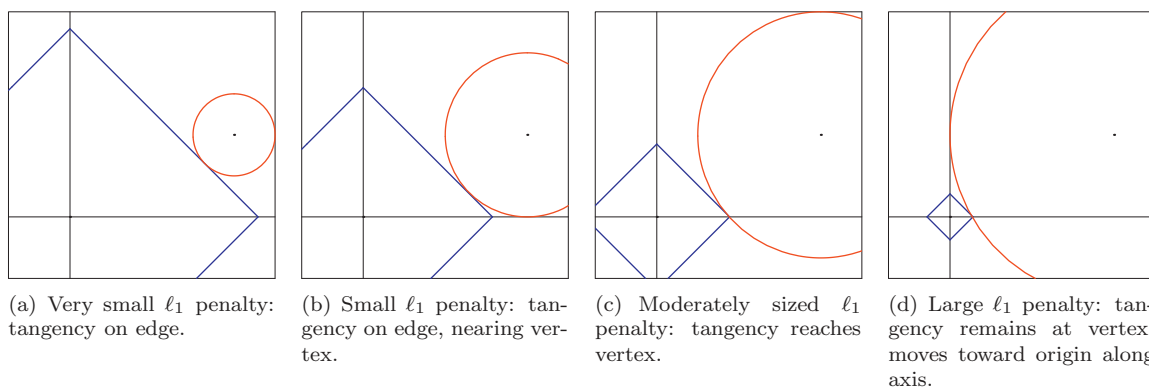 (a) Very small ℓ1 penalty:
tangency on edge.
(b) Small ℓ1 penalty: tan-
gency on edge, nearing ver-
tex.
(c) Moderately sized ℓ1
penalty: tangency reaches
vertex.
(d) Large ℓ1 penalty: tan-
gency remains at vertex
moves toward origin along
axis.